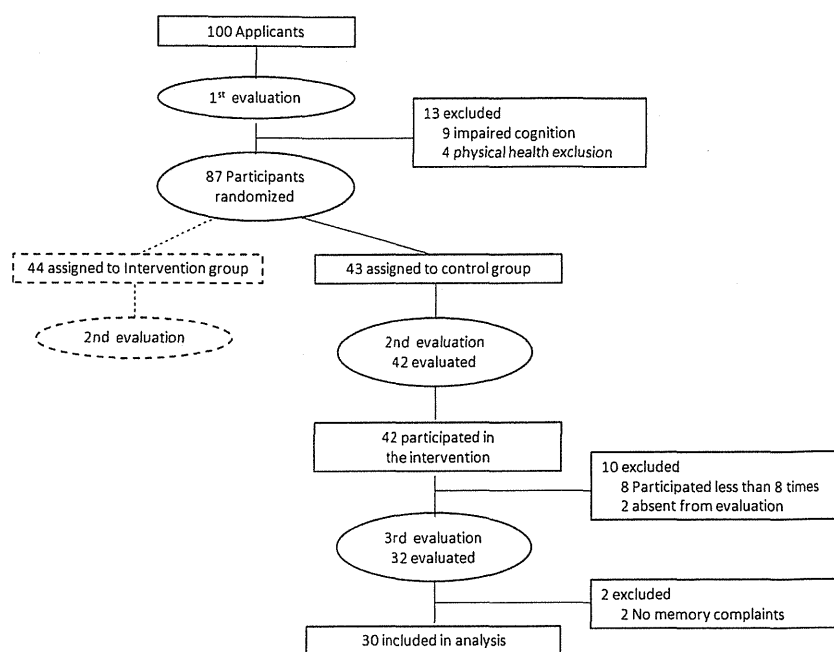 100 Applicants
1st evaluation
13 excluded
9 impaired cognition
4 physical health exclusion
87 Participants
randomized
44 assigned to Intervention group
43 assigned to control group
2nd evaluation
2nd evaluation
42 evaluated
42 participated in
the intervention
10 excluded
8 Participated less than 8 times
2 absent from evaluation
3rd evaluation
32 evaluated
2 excluded
2 No memory complaints
30 included in analysis